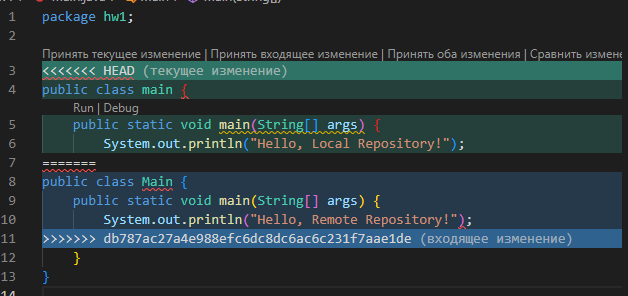 main(String[])
1 package hw1;
2
Принять текущее изменение | Принять входящее изменение | Принять оба изменения | Сравнить измене
3 <<<<<<< HEAD (текущее изменение)
4 public class main {
Run | Debug
5 public static void main(String[] args) {
6 System.out.println("Hello, Local Repository!");
7 =======
8 public class Main {
9 public static void main(String[] args) {
10 System.out.println("Hello, Remote Repository!");
11 >>>>>>> db787ac27a4e988efc6dc8dc6ac6c231f7aae1de (входящее изменение)
12 }
13 }
14